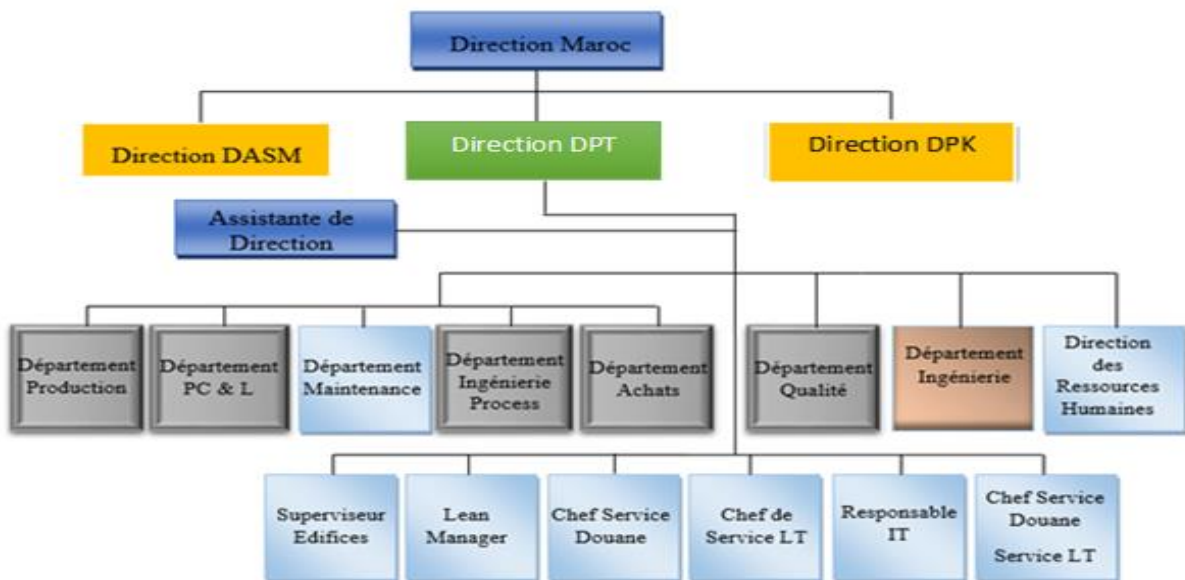 Direction Maroc
Direction DASM
Direction DPT
Direction DPK
Assistante de
Direction
Département
Production
Département
PC & L
Département
Maintenance
Département
Ingénierie
Process
Département
Achats
Département
Qualité
Département
Ingénierie
Direction
des
Ressources
Humaines
Superviseur
Edifices
Lean
Manager
Chef Service
Douane
Chef de
Service LT
Responsable
IT
Chef Service
Douane
Service LT